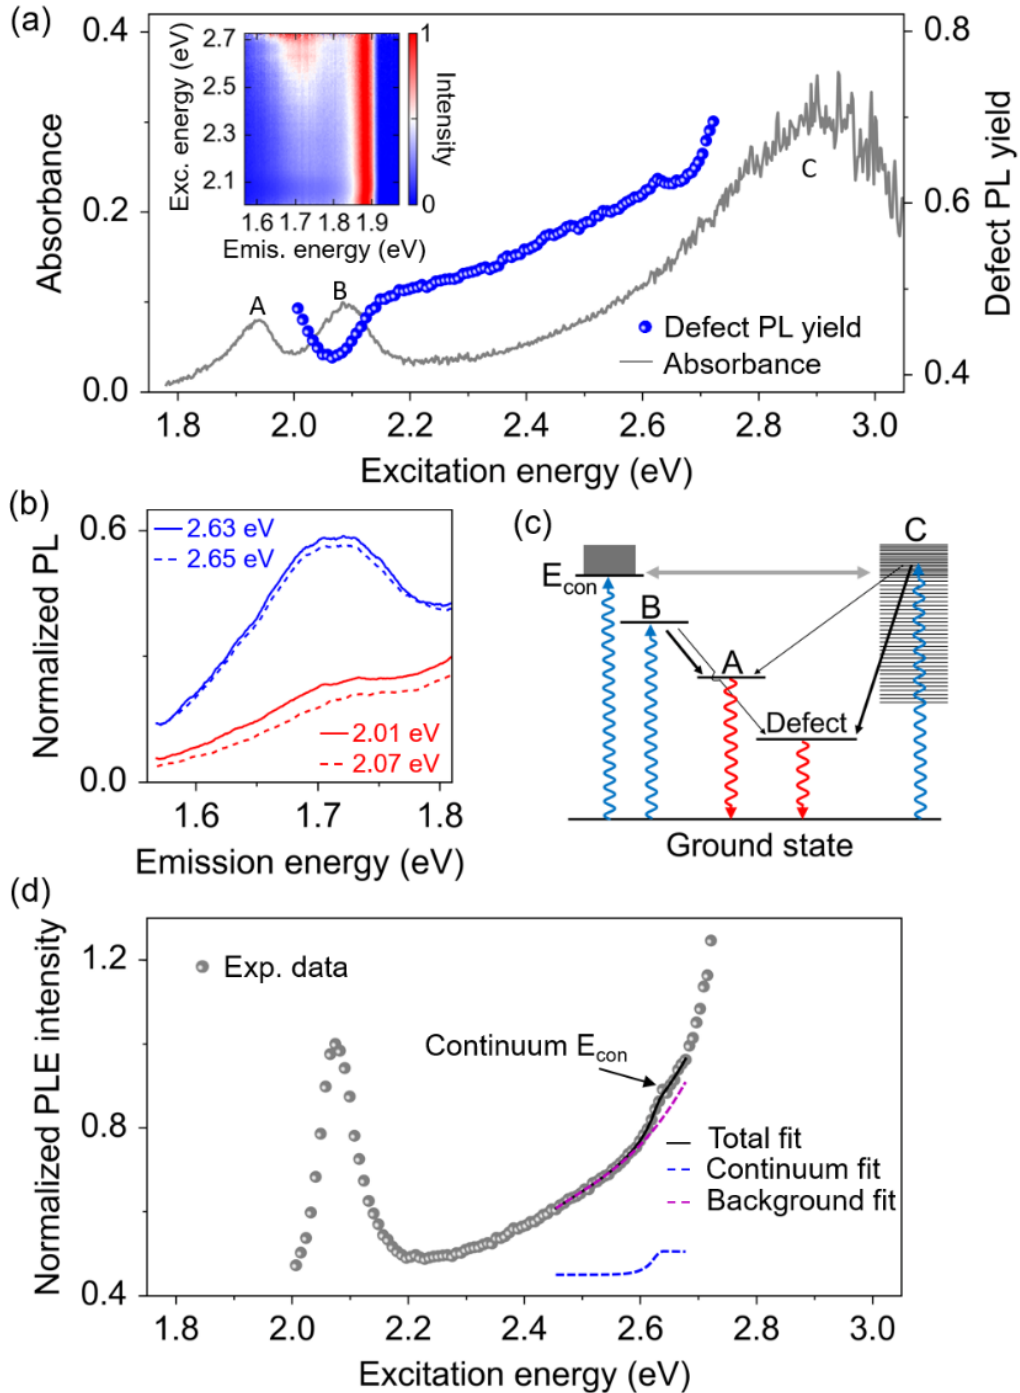 (a)
0.4
0.2
0.0
Absorbance
2.7
2.5
2.3
2.1
Exc. energy (eV)
1.6 1.7 1.8 1.9
Emis. energy (eV)
1
0
Intensity
A
B
C
Defect PL yield
Absorbance
0.8
0.6
0.4
Defect PL yield
1.8 2.0 2.2 2.4 2.6 2.8 3.0
Excitation energy (eV)
(b)
0.6
0.0
Normalized PL
2.63 eV
2.65 eV
2.01 eV
2.07 eV
1.6 1.7 1.8
Emission energy (eV)
(c)
C
Econ
B
A
Defect
Ground state
(d)
1.2
0.8
0.4
Normalized PLE intensity
Exp. data
Continuum Econ
Total fit
Continuum fit
Background fit
1.8 2.0 2.2 2.4 2.6 2.8 3.0
Excitation energy (eV)